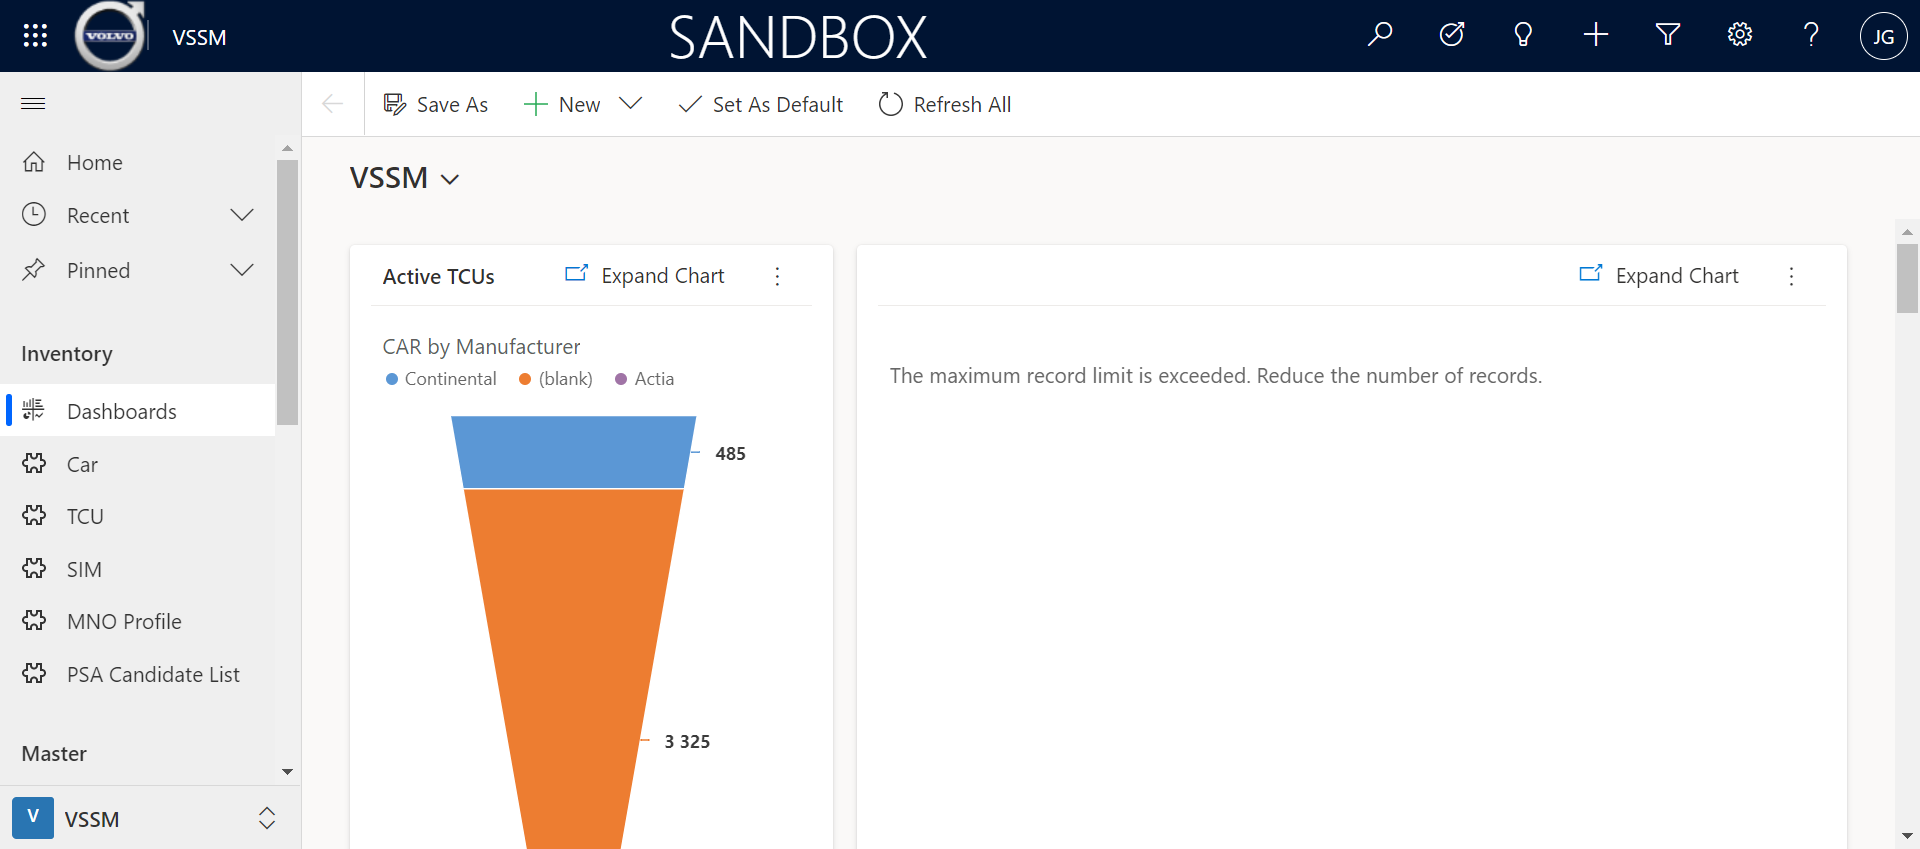 VOLVO
VSSM
SANDBOX
JG
Save As
New
Set As Default
Refresh All
Home
Recent
Pinned
Inventory
Dashboards
Car
TCU
SIM
MNO Profile
PSA Candidate List
Master
V
VSSM
VSSM
Active TCUs
Expand Chart
CAR by Manufacturer
Continental (blank) Actia
485
3 325
Expand Chart
The maximum record limit is exceeded. Reduce the number of records.